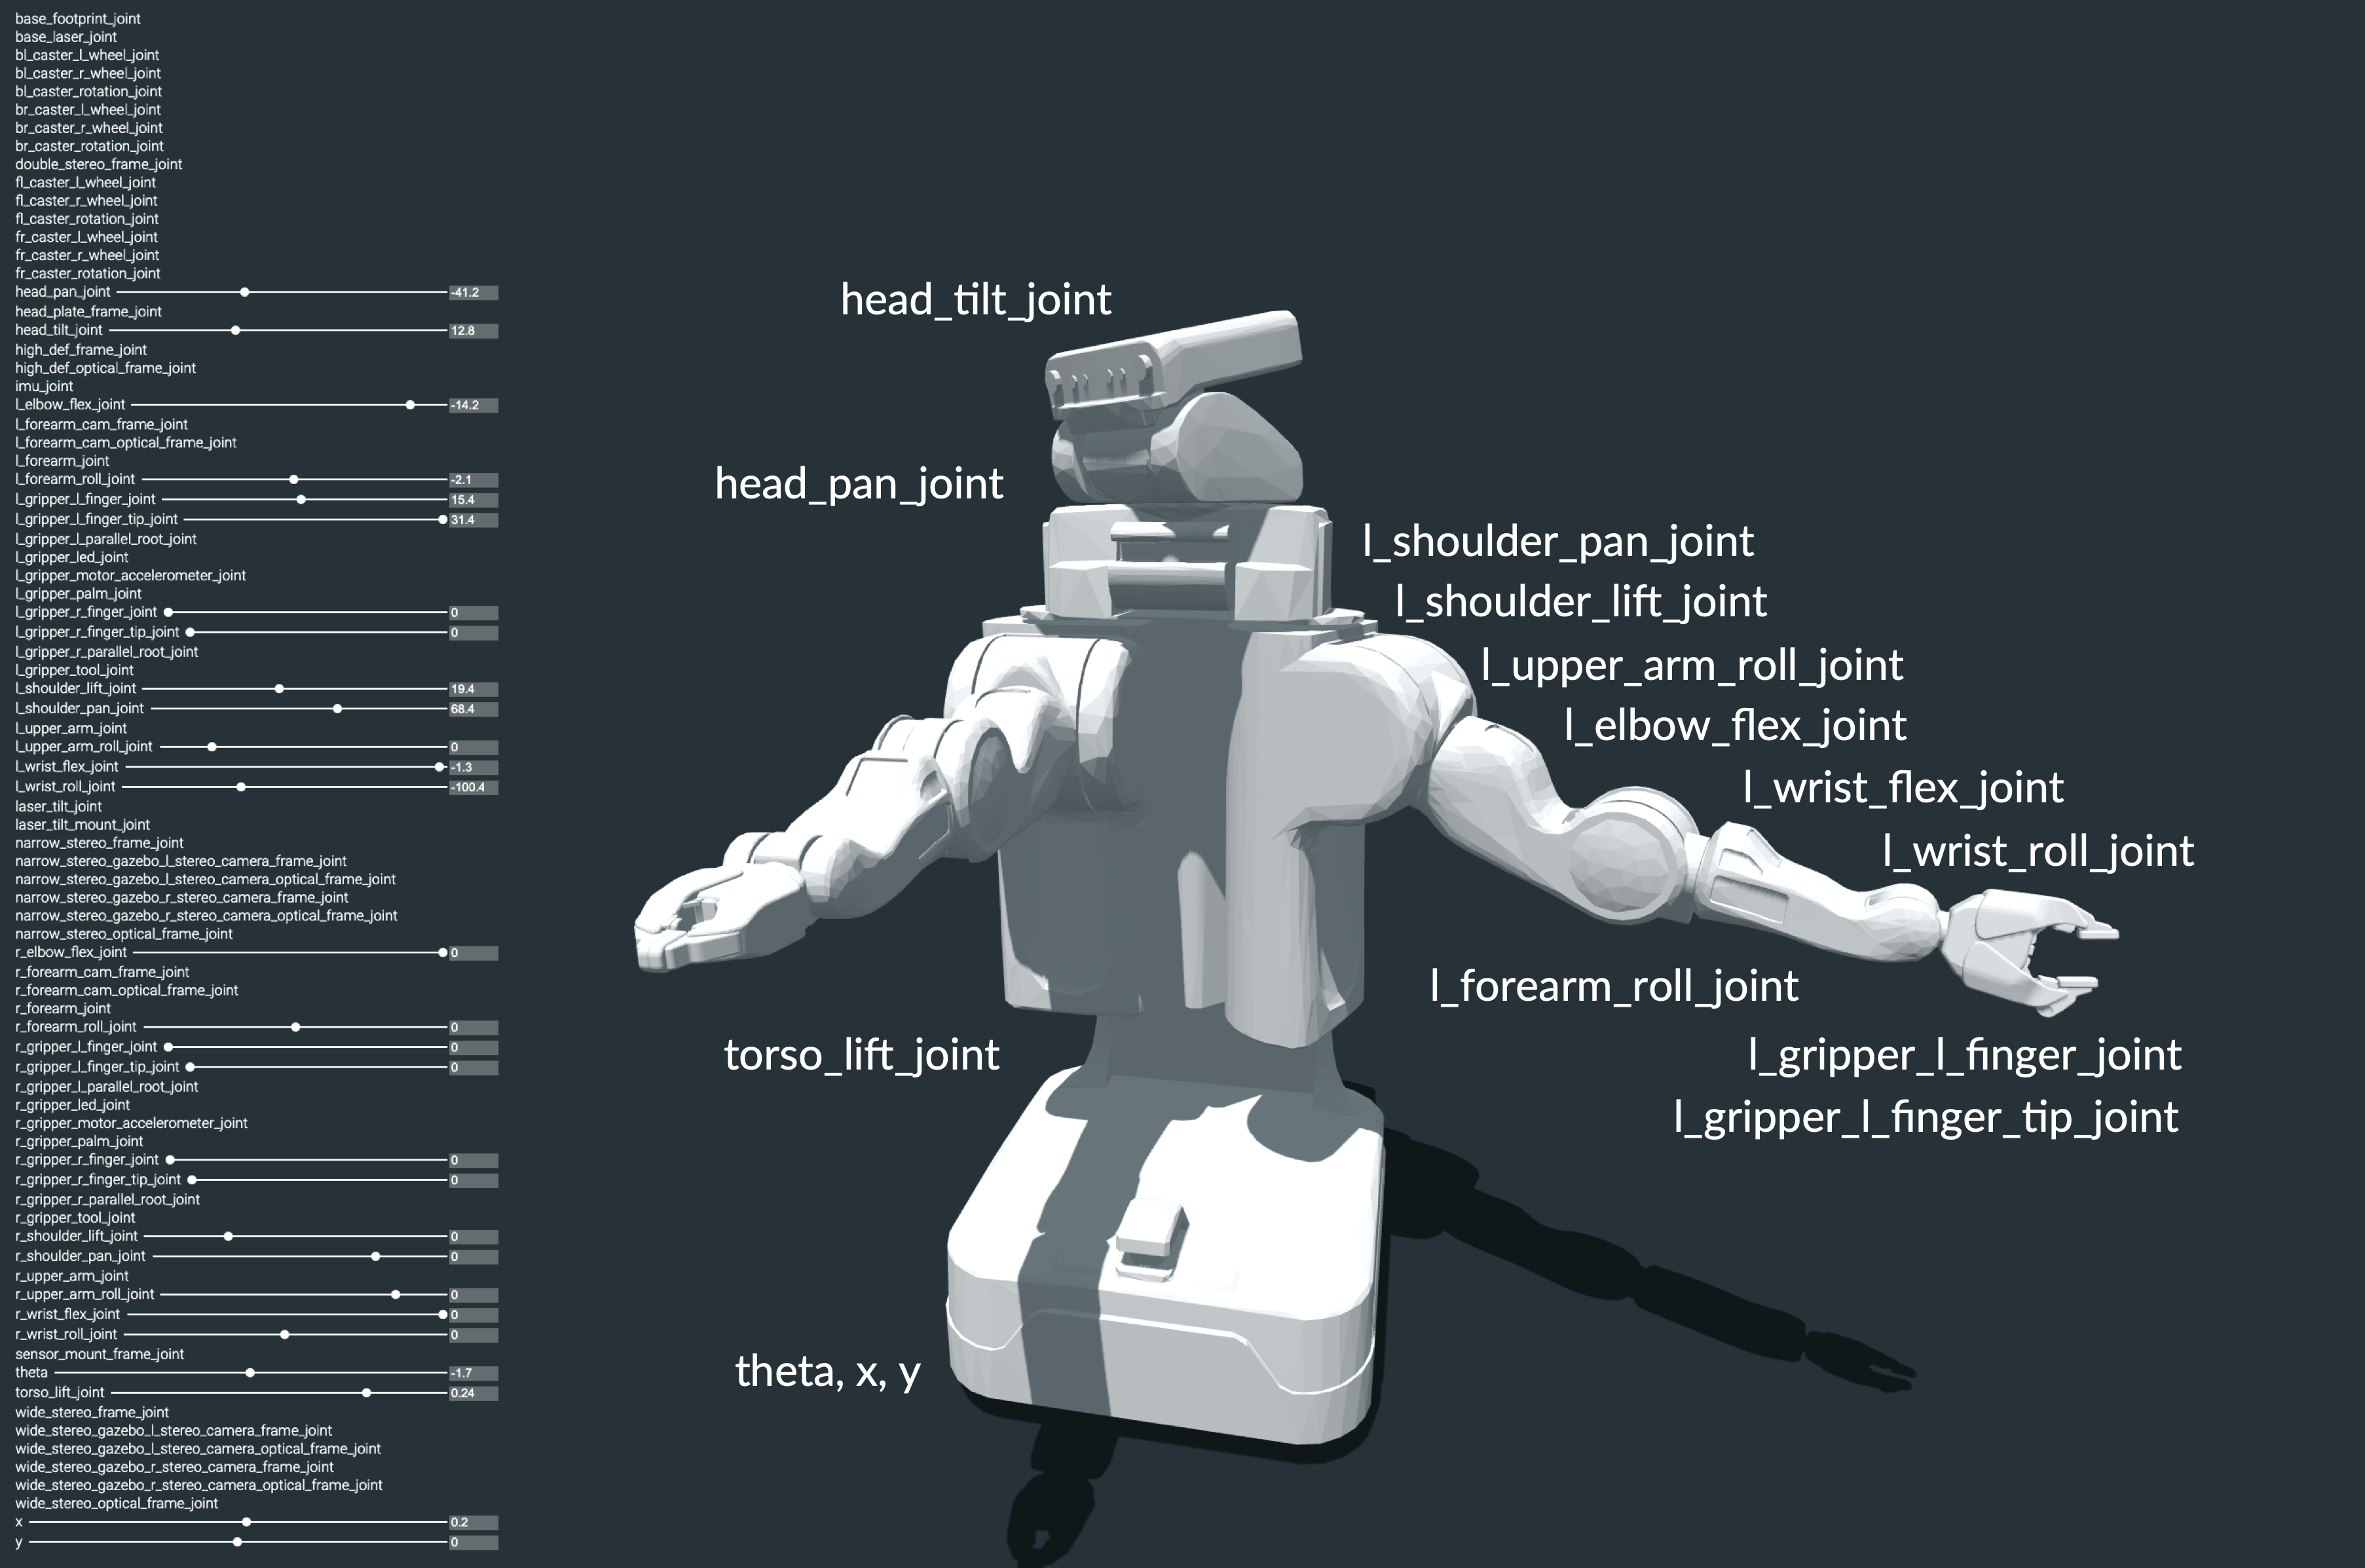 base_footprint_joint
base_laser_joint
bl_caster_l_wheel_joint
bl_caster_r_wheel_joint
bl_caster_rotation_joint
br_caster_l_wheel_joint
br_caster_r_wheel_joint
br_caster_rotation_joint
double_stereo_frame_joint
fl_caster_l_wheel_joint
fl_caster_r_wheel_joint
fl_caster_rotation_joint
fr_caster_l_wheel_joint
fr_caster_r_wheel_joint
fr_caster_rotation_joint
head_pan_joint -41.2
head_plate_frame_joint
head_tilt_joint 12.8
high_def_frame_joint
high_def_optical_frame_joint
imu_joint
l_elbow_flex_joint -14.2
l_forearm_cam_frame_joint
l_forearm_cam_optical_frame_joint
l_forearm_joint
l_forearm_roll_joint -2.1
l_gripper_l_finger_joint 15.4
l_gripper_l_finger_tip_joint 31.4
l_gripper_l_parallel_root_joint
l_gripper_led_joint
l_gripper_motor_accelerometer_joint
l_gripper_palm_joint
l_gripper_r_finger_joint 0
l_gripper_r_finger_tip_joint 0
l_gripper_r_parallel_root_joint
l_gripper_tool_joint
l_shoulder_lift_joint 19.4
l_shoulder_pan_joint 68.4
l_upper_arm_joint
l_upper_arm_roll_joint 0
l_wrist_flex_joint -1.3
l_wrist_roll_joint -100.4
laser_tilt_joint
laser_tilt_mount_joint
narrow_stereo_frame_joint
narrow_stereo_gazebo_l_stereo_camera_frame_joint
narrow_stereo_gazebo_l_stereo_camera_optical_frame_joint
narrow_stereo_gazebo_r_stereo_camera_frame_joint
narrow_stereo_gazebo_r_stereo_camera_optical_frame_joint
narrow_stereo_optical_frame_joint
r_elbow_flex_joint 0
r_forearm_cam_frame_joint
r_forearm_cam_optical_frame_joint
r_forearm_joint
r_forearm_roll_joint 0
r_gripper_l_finger_joint 0
r_gripper_l_finger_tip_joint 0
r_gripper_l_parallel_root_joint
r_gripper_led_joint
r_gripper_motor_accelerometer_joint
r_gripper_palm_joint
r_gripper_r_finger_joint 0
r_gripper_r_finger_tip_joint 0
r_gripper_r_parallel_root_joint
r_gripper_tool_joint
r_shoulder_lift_joint 0
r_shoulder_pan_joint 0
r_upper_arm_joint
r_upper_arm_roll_joint 0
r_wrist_flex_joint 0
r_wrist_roll_joint 0
sensor_mount_frame_joint
theta -1.7
torso_lift_joint 0.24
wide_stereo_frame_joint
wide_stereo_gazebo_l_stereo_camera_frame_joint
wide_stereo_gazebo_l_stereo_camera_optical_frame_joint
wide_stereo_gazebo_r_stereo_camera_frame_joint
wide_stereo_gazebo_r_stereo_camera_optical_frame_joint
wide_stereo_optical_frame_joint
x 0.2
y 0
head_tilt_joint
head_pan_joint
l_shoulder_pan_joint
l_shoulder_lift_joint
l_upper_arm_roll_joint
l_elbow_flex_joint
l_wrist_flex_joint
l_wrist_roll_joint
l_forearm_roll_joint
torso_lift_joint
l_gripper_l_finger_joint
l_gripper_l_finger_tip_joint
theta, x, y